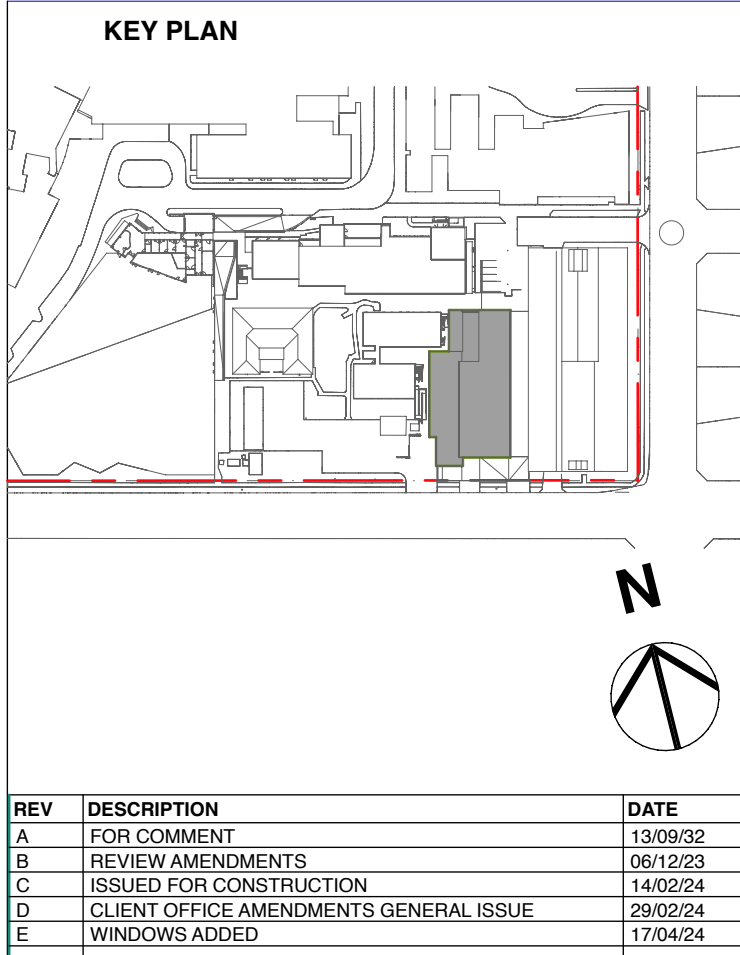 KEY PLAN
N
REV DESCRIPTION DATE
A FOR COMMENT 13/09/32
B REVIEW AMENDMENTS 06/12/23
C ISSUED FOR CONSTRUCTION 14/02/24
D CLIENT OFFICE AMENDMENTS GENERAL ISSUE 29/02/24
E WINDOWS ADDED 17/04/24